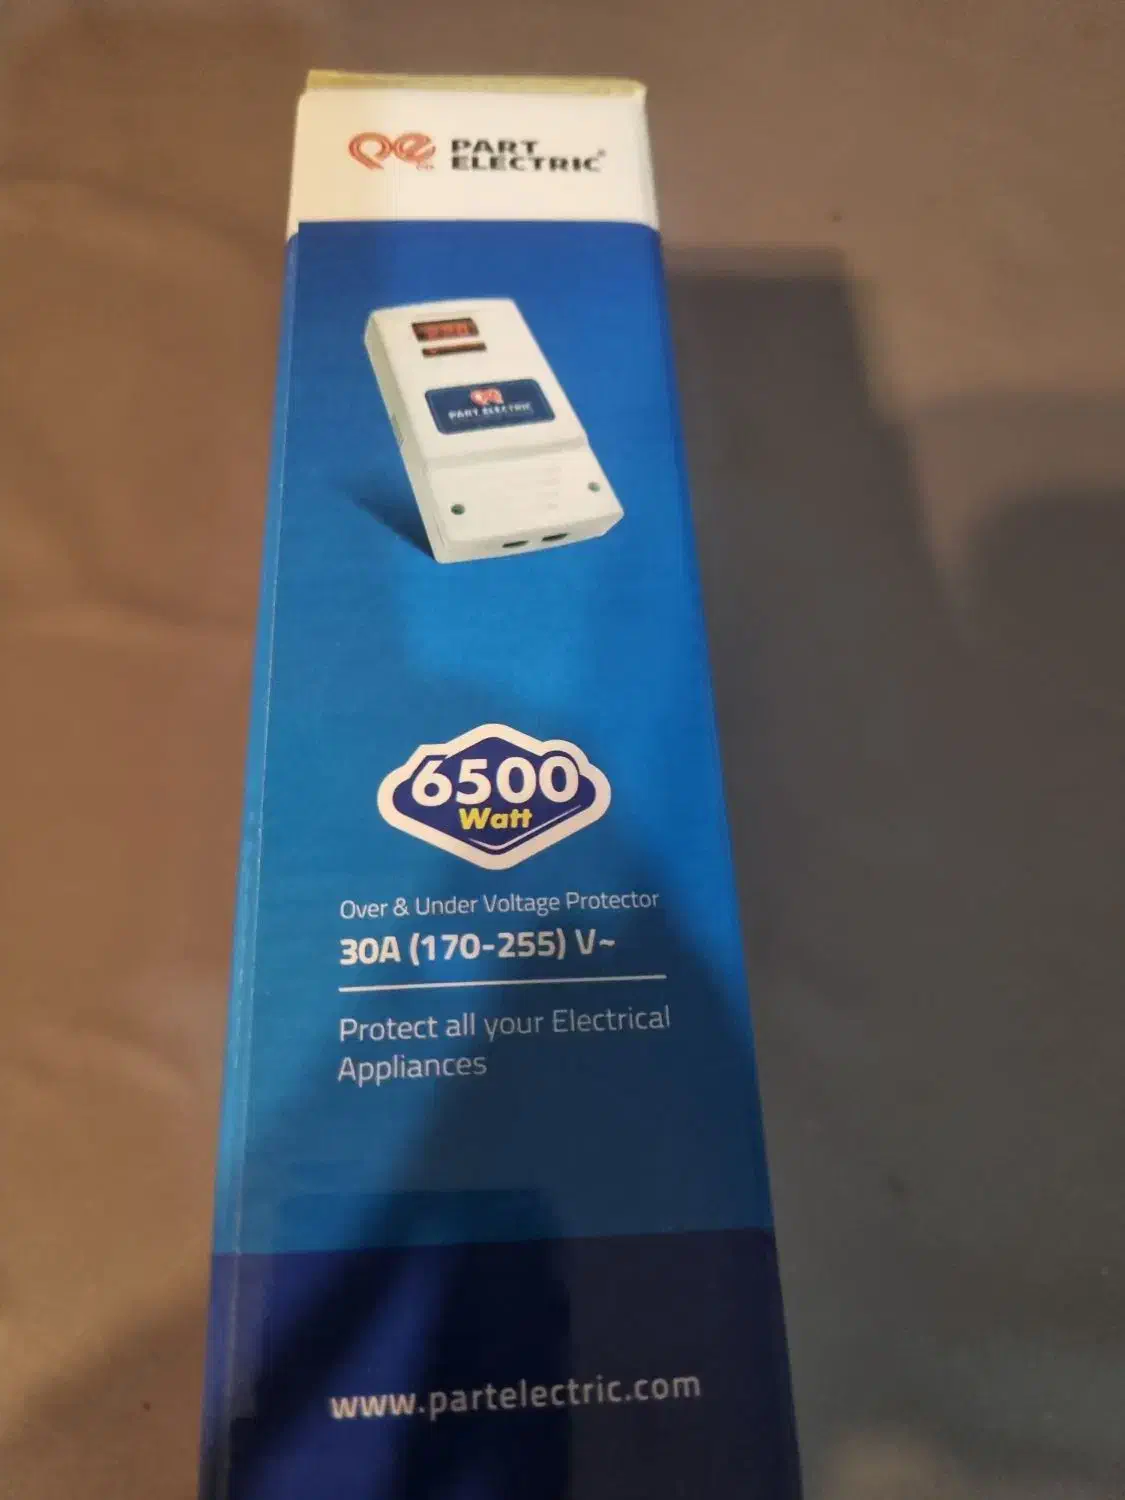 PART
ELECTRIC®
PART ELECTRIC
6500
Watt
Over & Under Voltage Protector
30A (170-255) V~
Protect all your Electrical
Appliances
www.partelectric.com